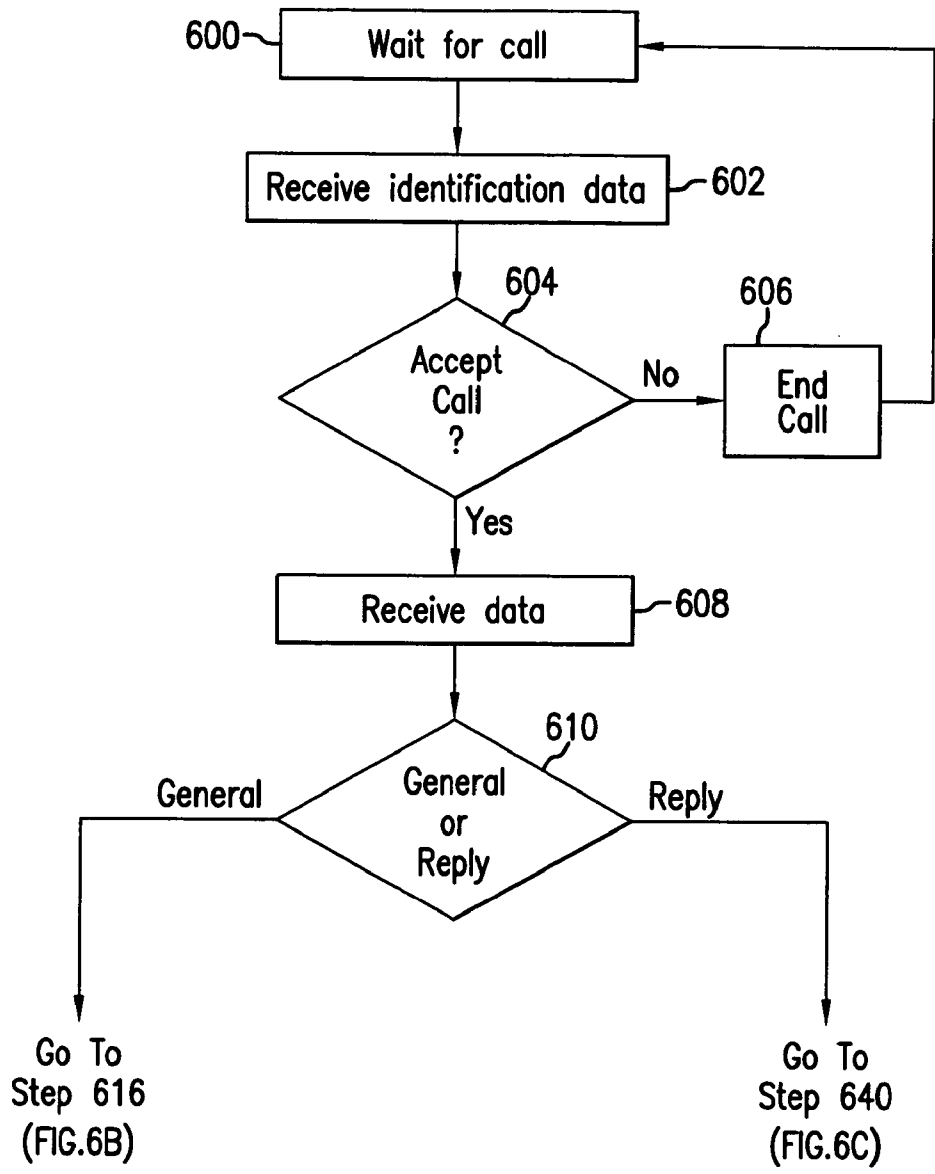 600
Wait for call
Receive identification data
602
604
Accept
Call
?
No
606
End
Call
Yes
Receive data
608
610
General
General
or
Reply
Reply
Go To
Step 616
(FIG.6B)
Go To
Step 640
(FIG.6C)